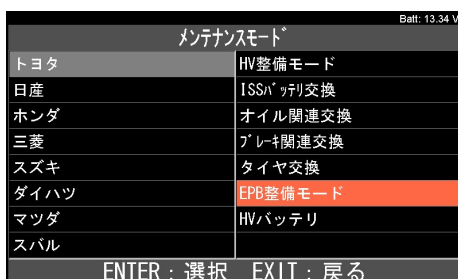 Batt: 13.34 V
メンテナンスモード
トヨタ
日産
ホンダ
三菱
スズキ
ダイハツ
マツダ
スバル
HV整備モード
ISSバッテリ交換
オイル関連交換
ブレーキ関連交換
タイヤ交換
EPB整備モード
HVバッテリ
ENTER：選択 EXIT：戻る